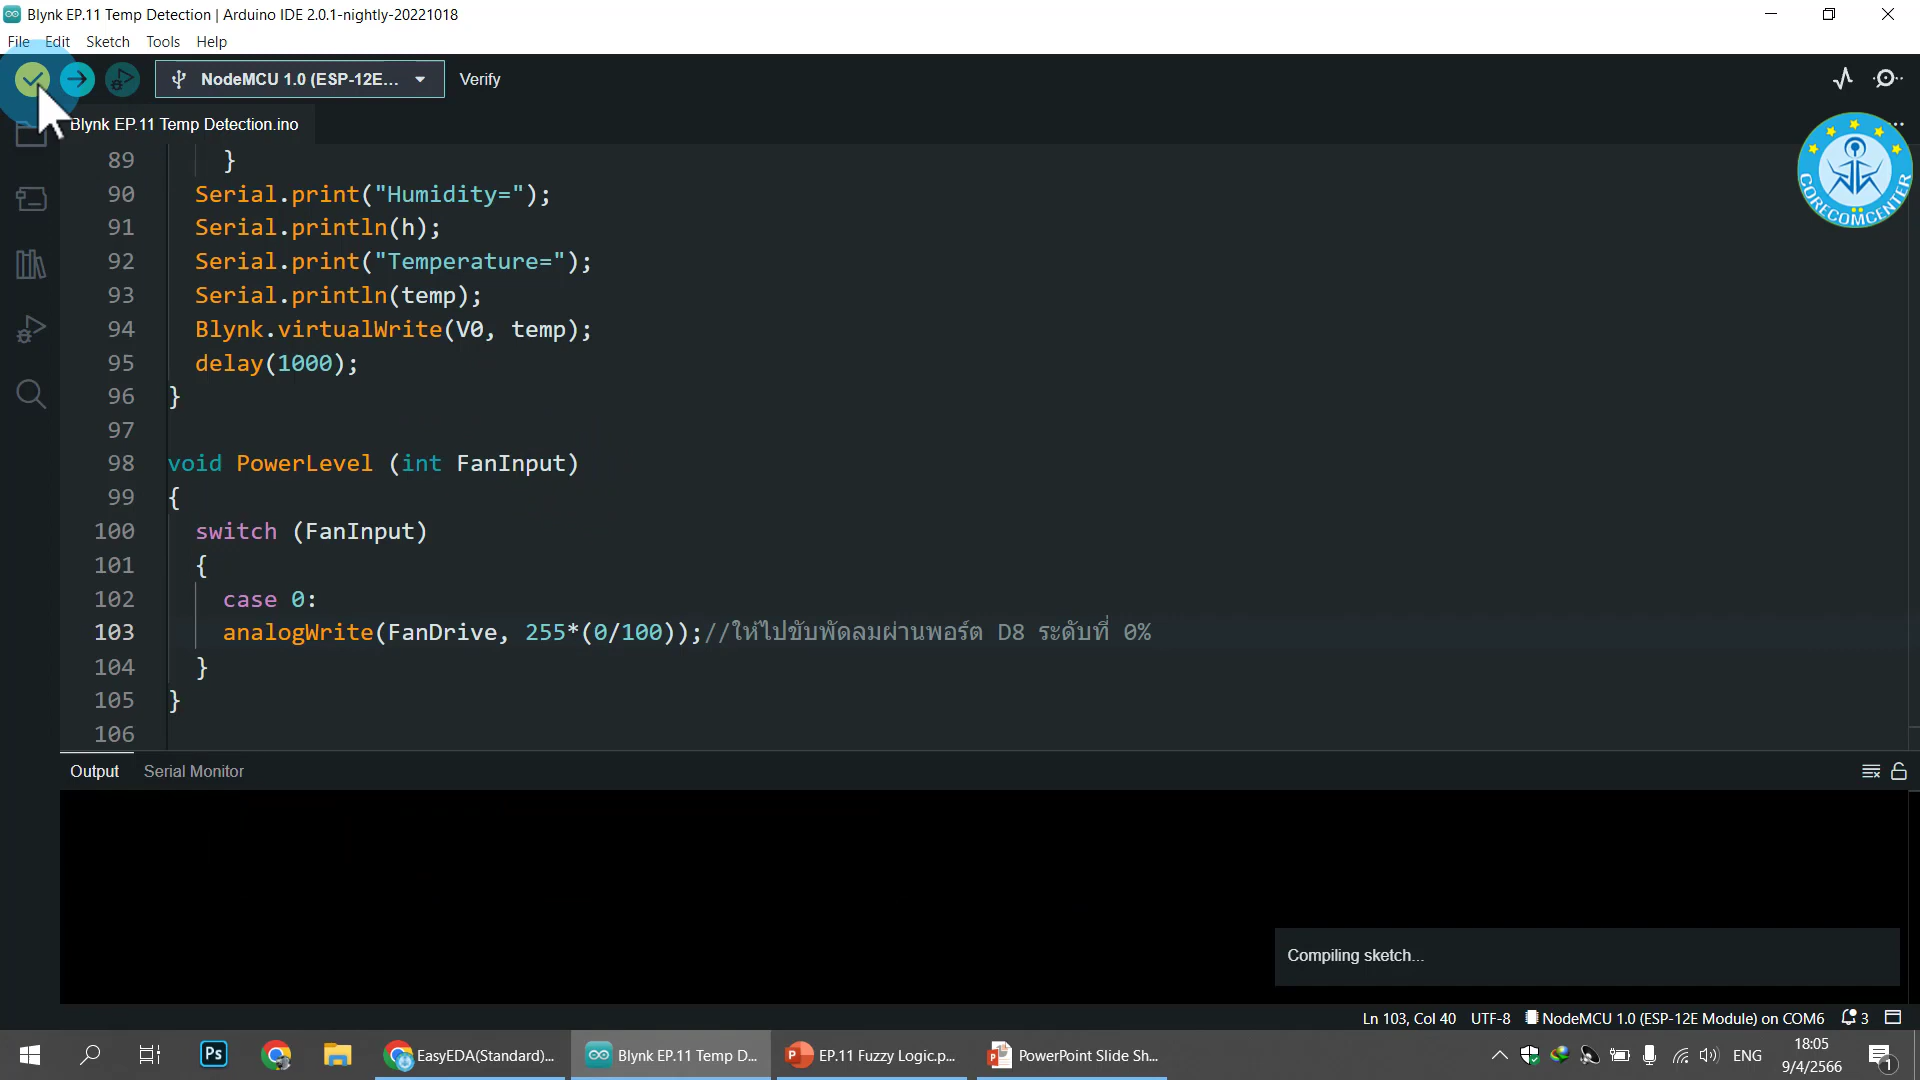 Blynk EP.11 Temp Detection | Arduino IDE 2.0.1-nightly-20221018
File Edit Sketch Tools Help
NodeMCU 1.0 (ESP-12E... Verify
Blynk EP.11 Temp Detection.ino
...
CORECOMCENTER
89 }
90 Serial.print("Humidity=");
91 Serial.println(h);
92 Serial.print("Temperature=");
93 Serial.println(temp);
94 Blynk.virtualWrite(V0, temp);
95 delay(1000);
96 }
97
98 void PowerLevel (int FanInput)
99 {
100 switch (FanInput)
101 {
102 case 0:
103 analogWrite(FanDrive, 255*(0/100));//ให้ไปขับพัดลมผ่านพอร์ต D8 ระดับที่ 0%
104 }
105 }
106
Output Serial Monitor
Compiling sketch...
Ln 103, Col 40 UTF-8 NodeMCU 1.0 (ESP-12E Module) on COM6 3
Ps EasyEDA(Standard)... Blynk EP.11 Temp D... EP.11 Fuzzy Logic.p... PowerPoint Slide Sh... ENG 18:05
9/4/2566 1